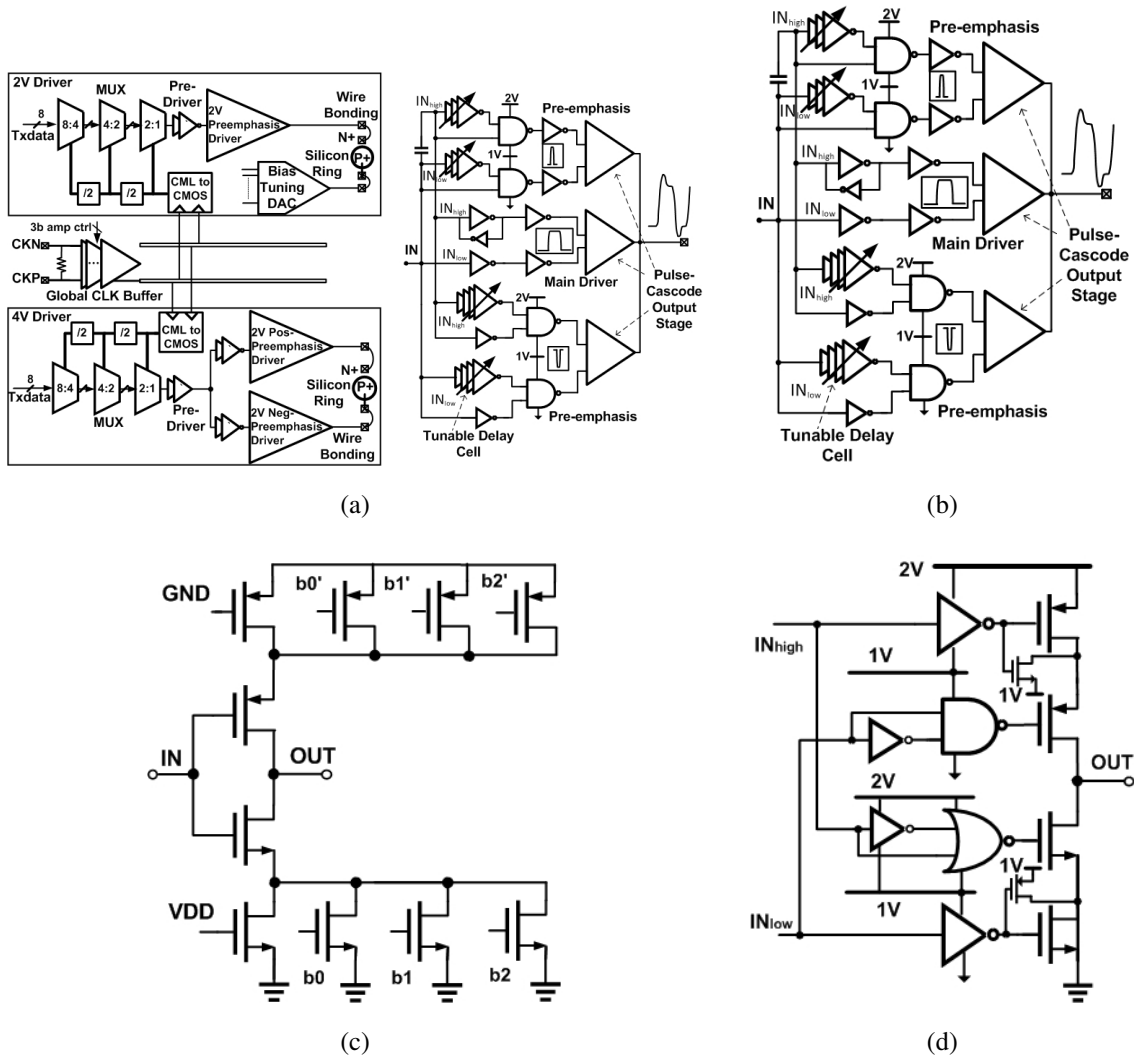 2V Driver
MUX
Pre-
Driver
8
Txdata
8:4
4:2
2:1
2V
Preemphasis
Driver
Wire
Bonding
N+
Silicon
Ring
P+
/2
/2
CML to
CMOS
Bias
Tuning
DAC
3b amp ctrl
CKN
CKP
Global CLK Buffer
4V Driver
/2
/2
CML to
CMOS
2V Pos-
Preemphasis
Driver
8
Txdata
8:4
4:2
2:1
MUX
Pre-
Driver
2V Neg-
Preemphasis
Driver
N+
Silicon
Ring
P+
Wire
Bonding
INhigh
2V
Pre-emphasis
INlow
1V
INhigh
IN
INlow
Main Driver
Pulse-
Cascode
Output
Stage
INhigh
2V
1V
INlow
Pre-emphasis
Tunable Delay
Cell
(a)
2V
Pre-emphasis
INhigh
INlow
1V
INhigh
IN
INlow
Main Driver
Pulse-
Cascode
Output
Stage
2V
INhigh
1V
INlow
Pre-emphasis
Tunable Delay
Cell
(b)
GND
b0'
b1'
b2'
IN
OUT
VDD
b0
b1
b2
(c)
2V
INhigh
1V
1V
OUT
2V
1V
1V
INlow
(d)